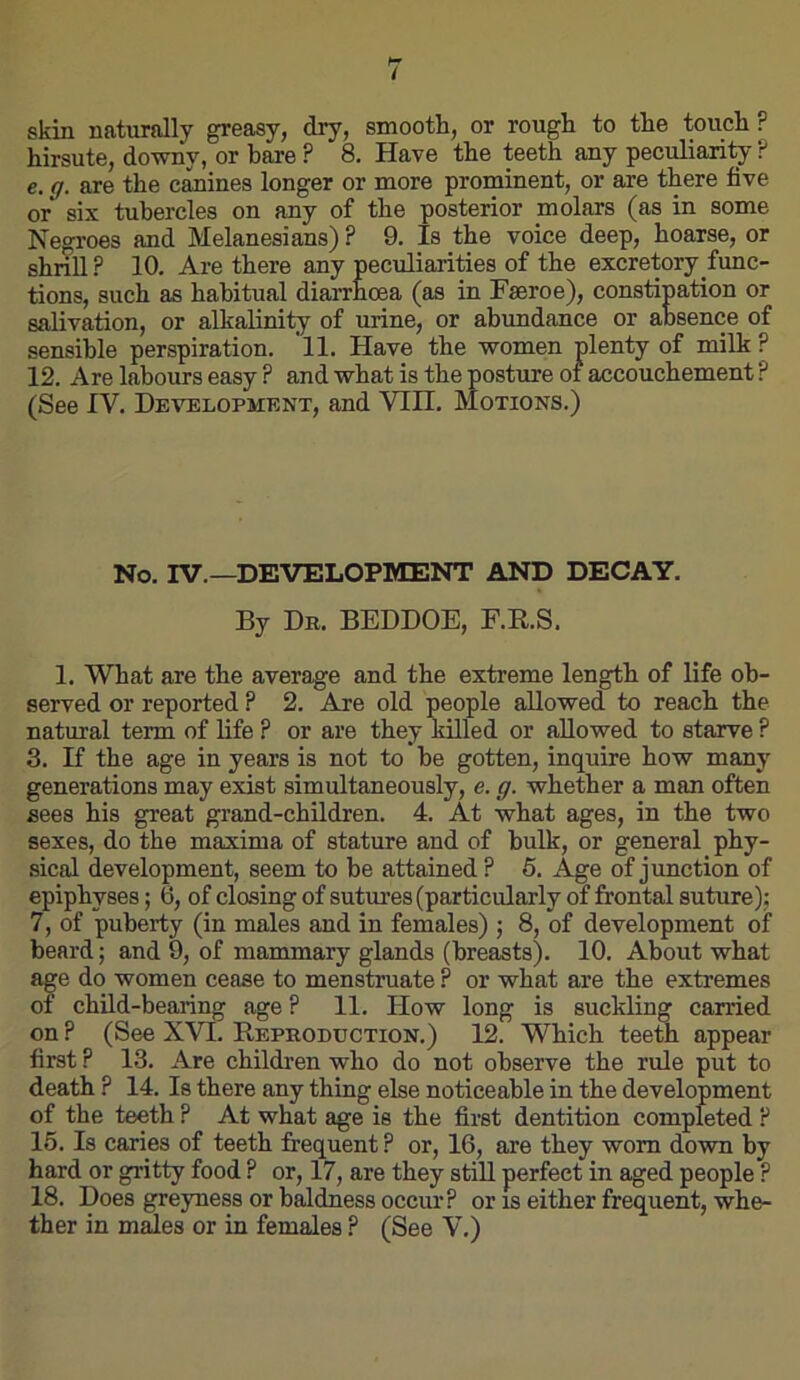 7
skin naturally greasy, dry, smooth, or rough to the touch?
hirsute, downy, or bare? 8. Have the teeth any peculiarity?
e. g. are the canines longer or more prominent, or are there five
or six tubercles on any of the posterior molars (as in some
Negroes and Melanesians)? 9. Is the voice deep, hoarse, or
shrill? 10. Are there any peculiarities of the excretory func-
tions, such as habitual diarrhœa (as in Færoe), constipation or
salivation, or alkalinity of urine, or abundance or absence of
sensible perspiration. 11. Have the women plenty of milk?
12. Are labours easy? and what is the posture of accouchement?
(See IV. Development, and VIII. Motions.)
No. IV.—DEVELOPMENT AND DECAY.
By Dr. BEDDOE, F.R.S.
1. What are the average and the extreme length of life ob-
served or reported? 2. Are old people allowed to reach the
natural term of life? or are they killed or allowed to starve?
3. If the age in years is not to be gotten, inquire how many
generations may exist simultaneously, e. g. whether a man often
sees his great grand-children. 4. At what ages, in the two
sexes, do the maxima of stature and of bulk, or general phy-
sical development, seem to be attained? 5. Age of junction of
epiphyses; 6, of closing of sutures (particularly of frontal suture);
7, of puberty (in males and in females); 8, of development of
beard; and 9, of mammary glands (breasts). 10. About what
age do women cease to menstruate? or what are the extremes
of child-bearing age? 11. How long is suckling carried
on? (See XVI. Reproduction.) 12. Which teeth appear
first? 13. Are children who do not observe the rule put to
death? 14. Is there any thing else noticeable in the development
of the teeth? At what age is the first dentition completed?
15. Is caries of teeth frequent? or, 16, are they worn down by
hard or gritty food? or, 17, are they still perfect in aged people?
18. Does greyness or baldness occur? or is either frequent, whe-
ther in males or in females? (See V.)